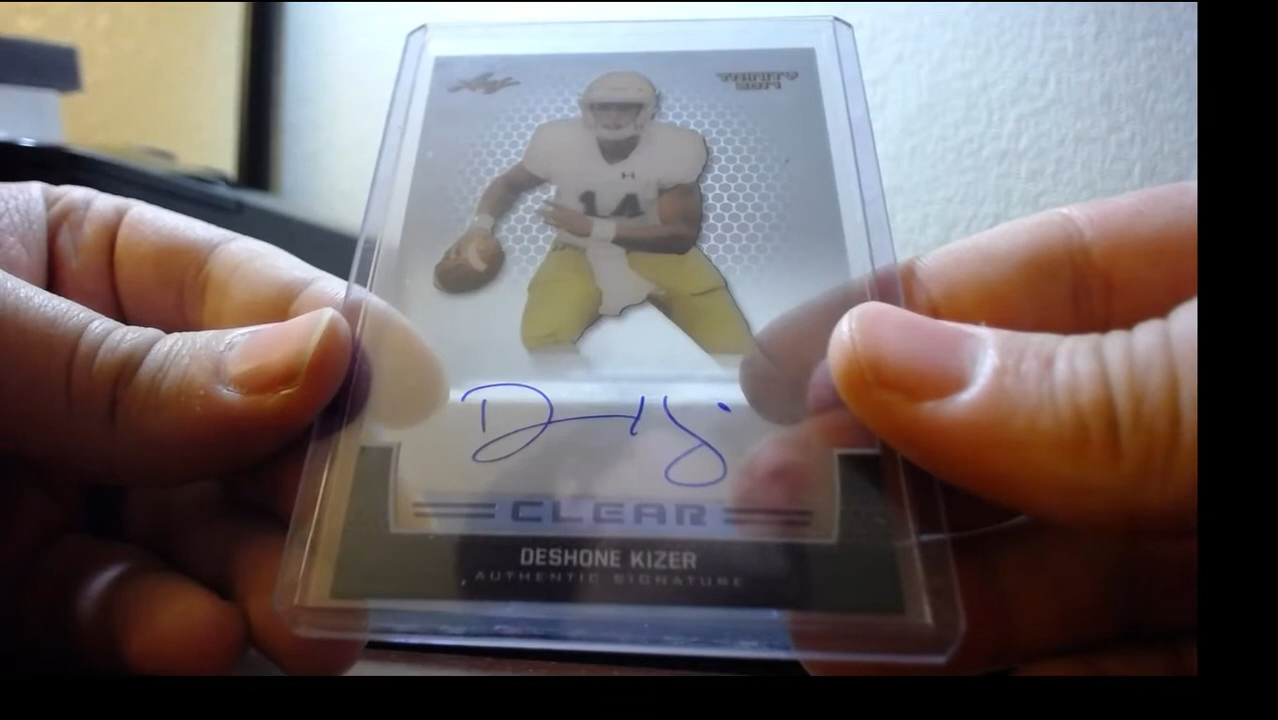 Leaf
TRINITY
2017
14
CLEAR
DESHONE KIZER
AUTHENTIC SIGNATURE